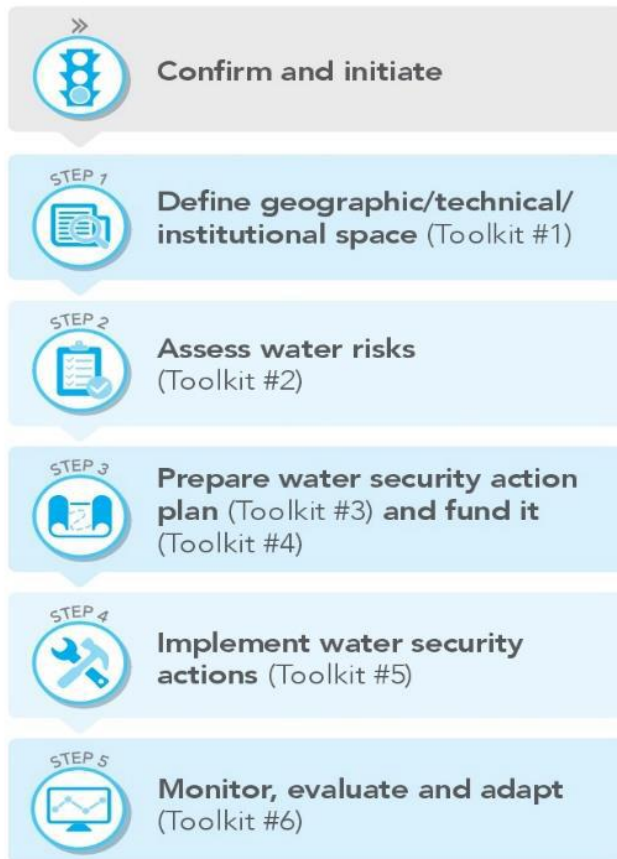 Confirm and initiate
STEP 1
Define geographic/technical/
institutional space (Toolkit #1)
STEP 2
Assess water risks
(Toolkit #2)
STEP 3
Prepare water security action
plan (Toolkit #3) and fund it
(Toolkit #4)
STEP 4
Implement water security
actions (Toolkit #5)
STEP 5
Monitor, evaluate and adapt
(Toolkit #6)